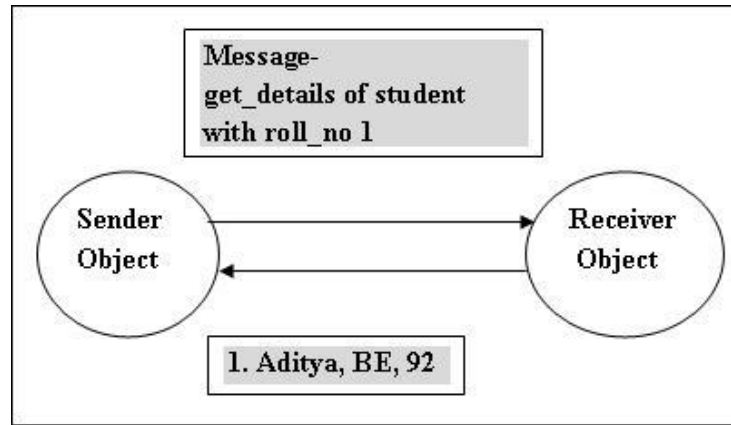 Message-
get_details of student
with roll_no 1
Sender
Object
Receiver
Object
1. Aditya, BE, 92